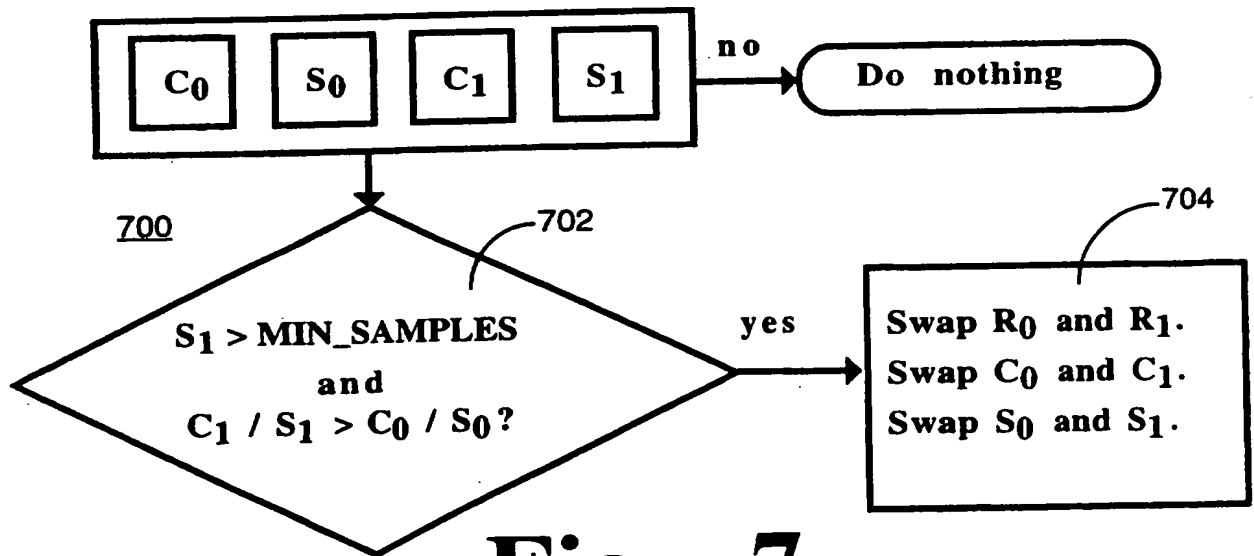 C0 S0 C1 S1
no
Do nothing
700
702
704
S1 > MIN_SAMPLES
and
C1 / S1 > C0 / S0?
yes
Swap R0 and R1.
Swap C0 and C1.
Swap S0 and S1.
Fig. 7